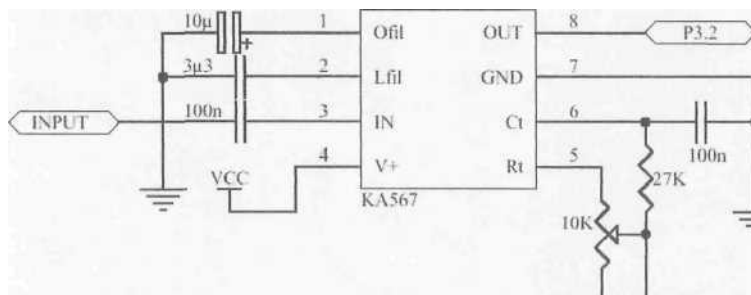 10µ
1
Ofil
OUT
8
P3.2
3µ3
2
Lfil
GND
7
INPUT
100n
3
IN
Ct
6
100n
4
V+
Rt
5
VCC
KA567
27K
10K